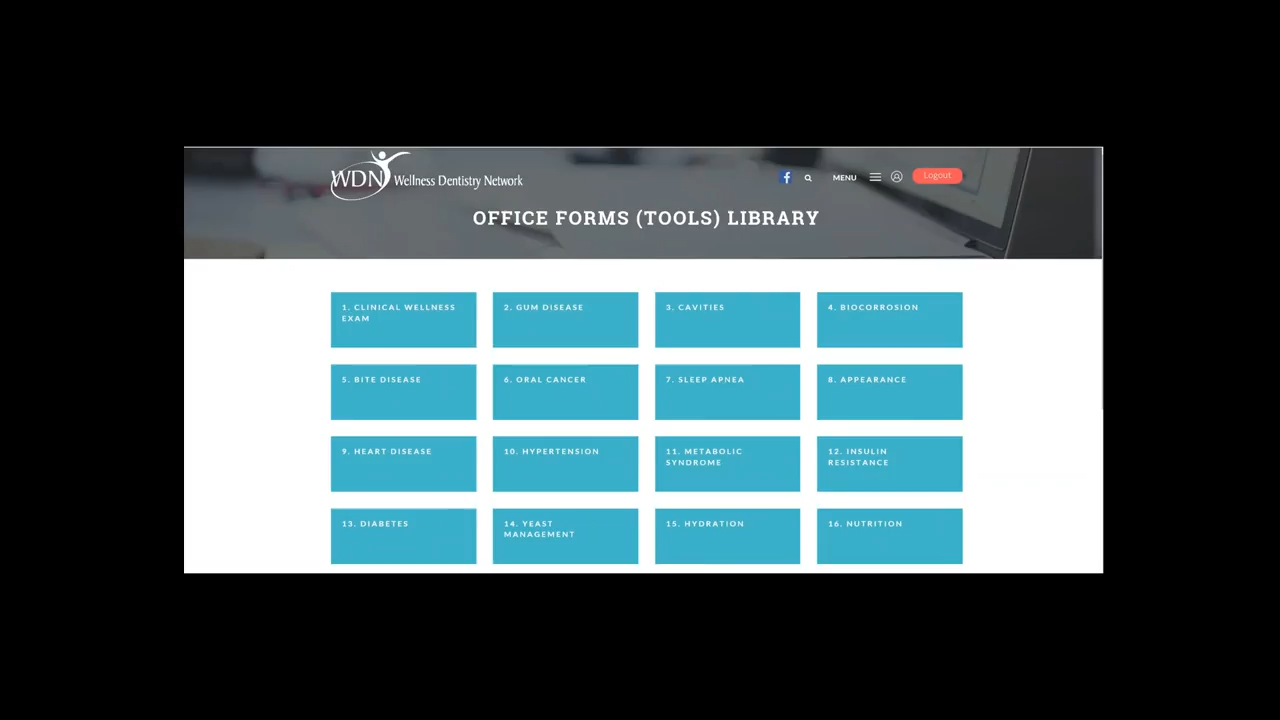 WDN Wellness Dentistry Network
MENU
Logout
OFFICE FORMS (TOOLS) LIBRARY
1. CLINICAL WELLNESS
EXAM
2. GUM DISEASE
3. CAVITIES
4. BIOCORROSION
5. BITE DISEASE
6. ORAL CANCER
7. SLEEP APNEA
8. APPEARANCE
9. HEART DISEASE
10. HYPERTENSION
11. METABOLIC
SYNDROME
12. INSULIN
RESISTANCE
13. DIABETES
14. YEAST
MANAGEMENT
15. HYDRATION
16. NUTRITION